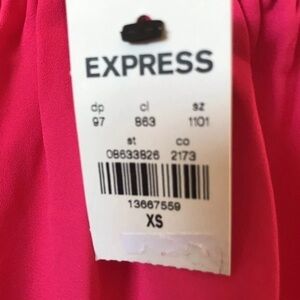 EXPRESS
dp cl sz
97 863 1101
st co
08633826 2173
13667559
XS